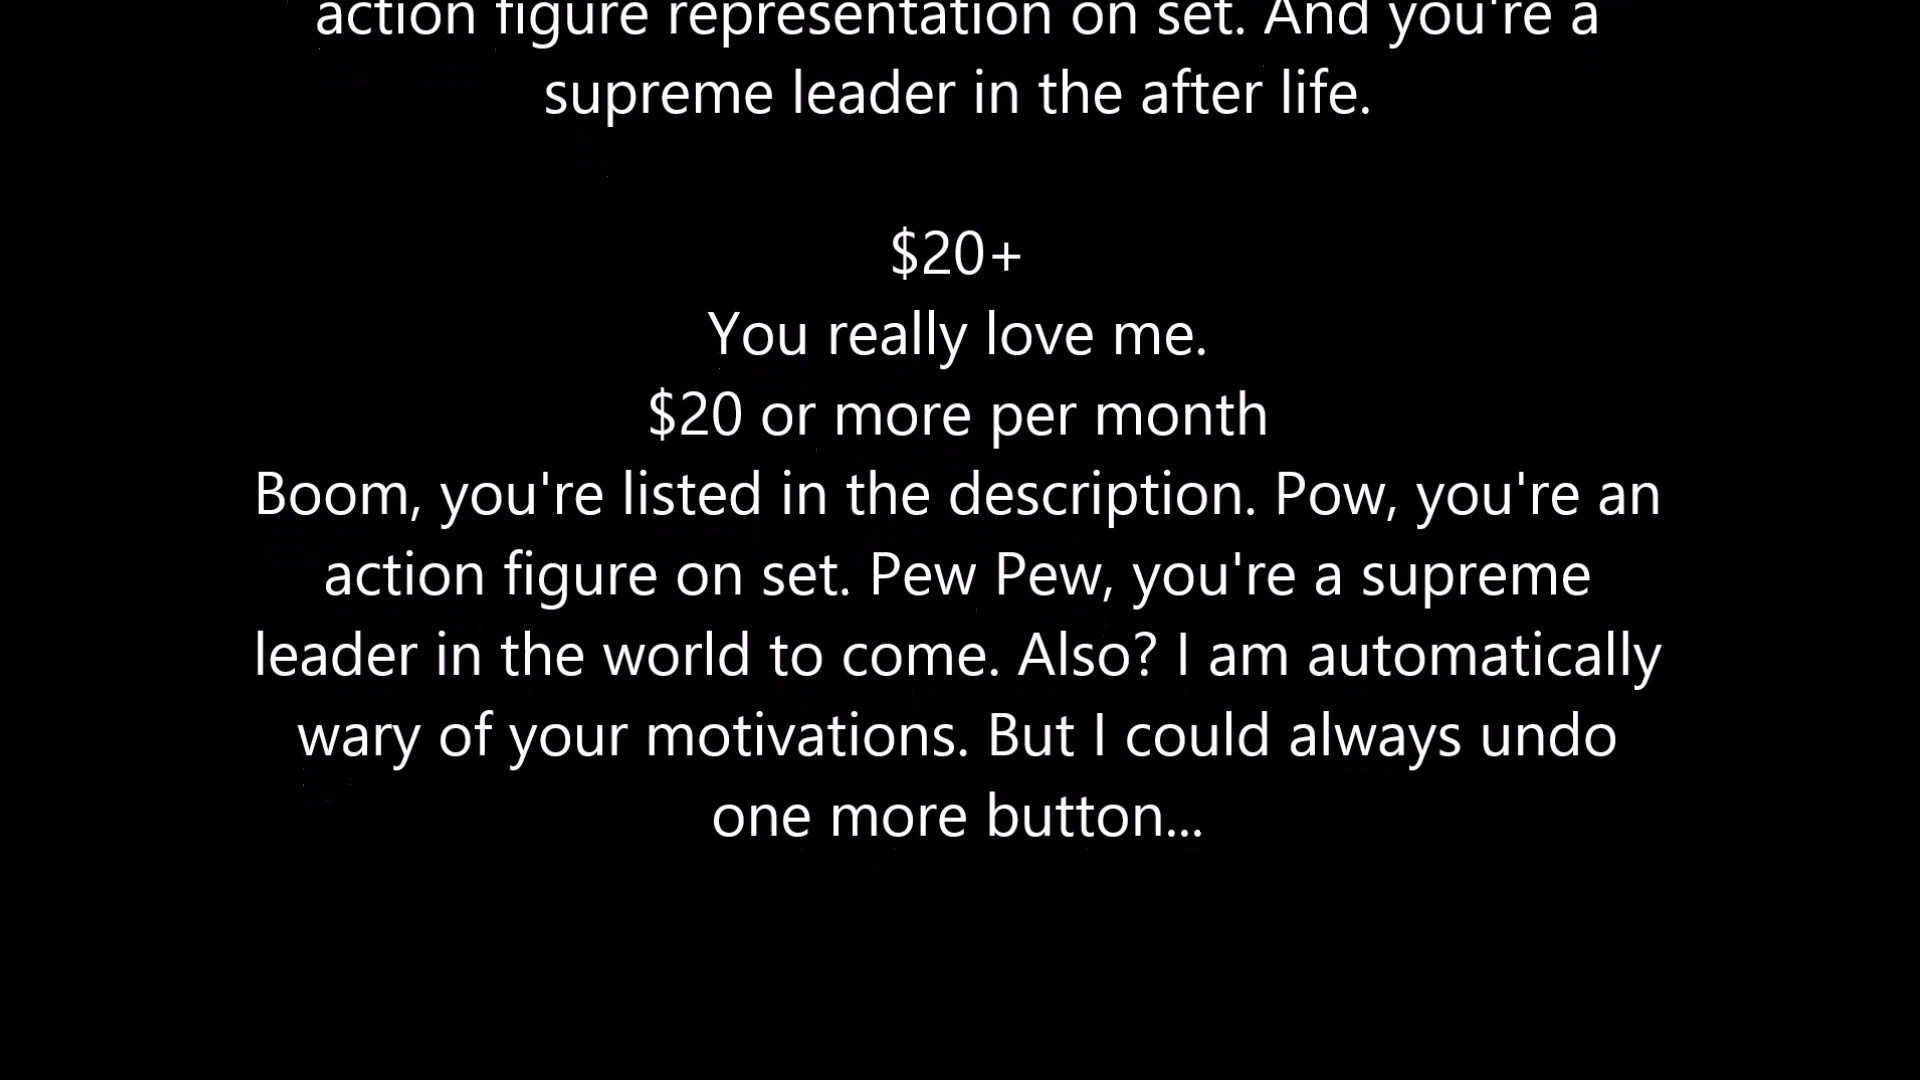 action figure representation on set. And you're a
supreme leader in the after life.
$20+
You really love me.
$20 or more per month
Boom, you're listed in the description. Pow, you're an
action figure on set. Pew Pew, you're a supreme
leader in the world to come. Also? I am automatically
wary of your motivations. But I could always undo
one more button...